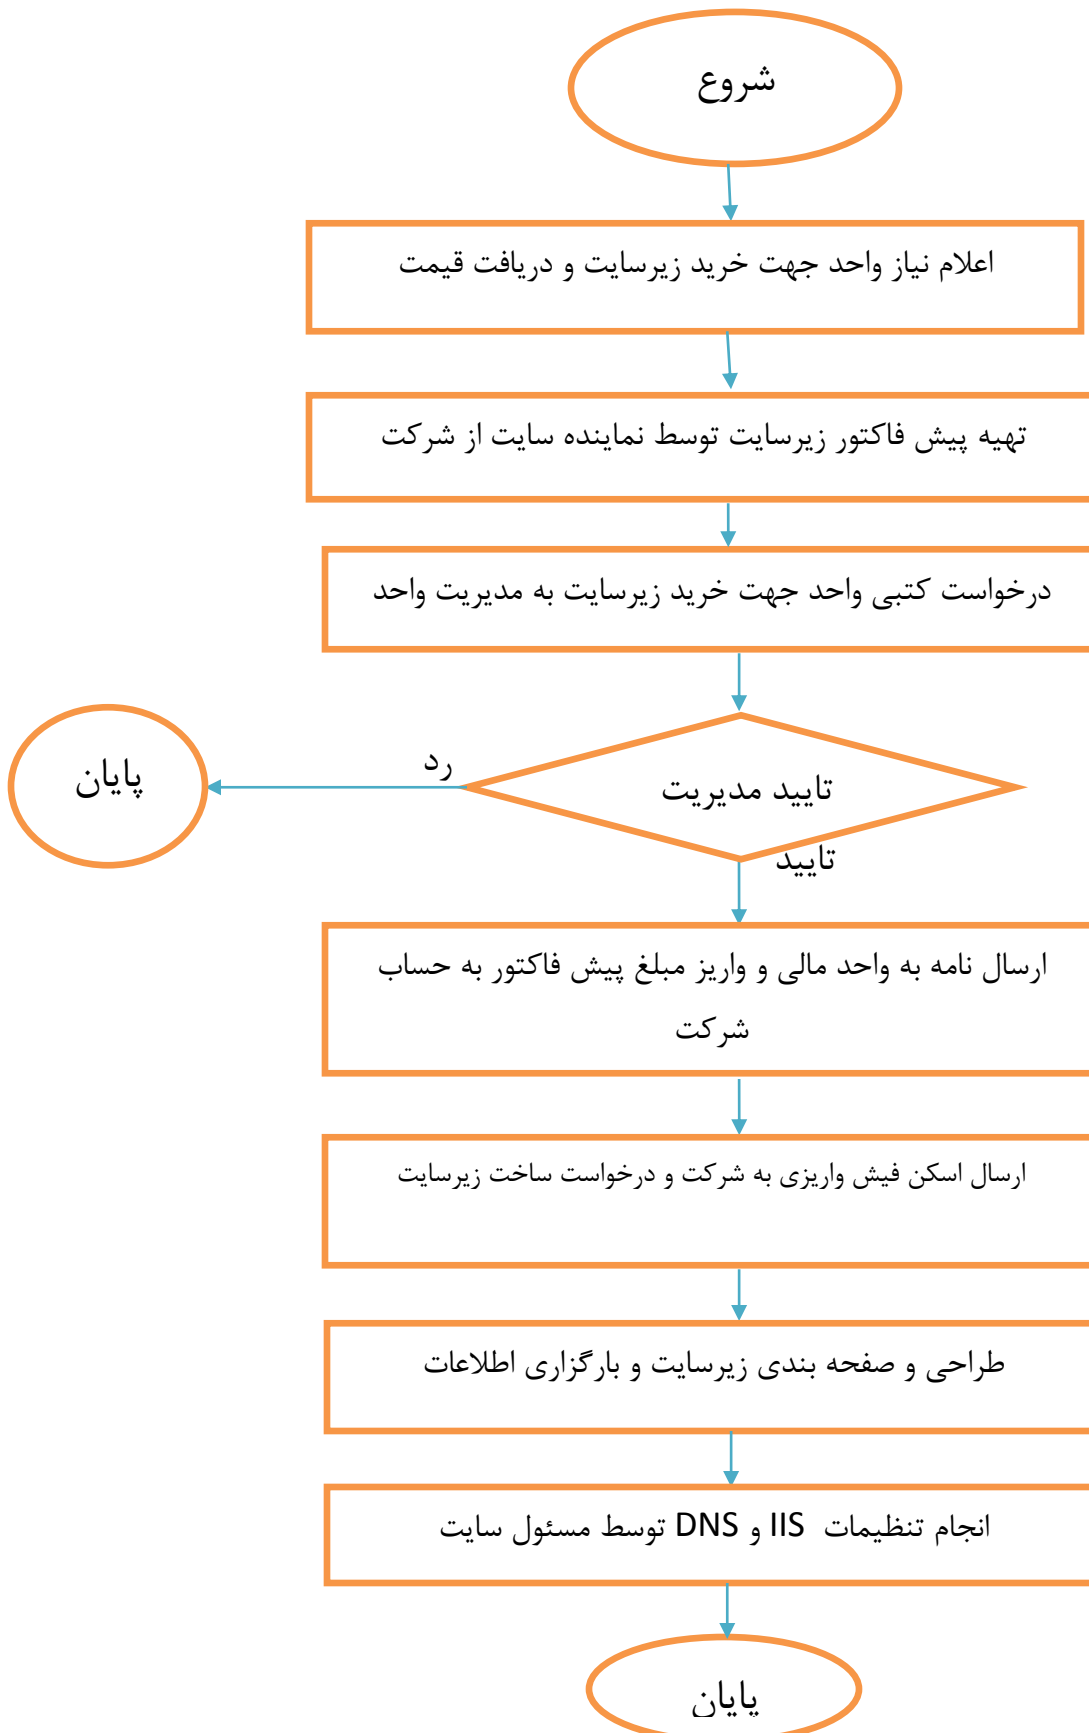 شروع
اعلام نیاز واحد جهت خرید زیرسایت و دریافت قیمت
تهیه پیش فاکتور زیرسایت توسط نماینده سایت از شرکت
درخواست کتبی واحد جهت خرید زیرسایت به مدیریت واحد
تایید مدیریت
رد
پایان
تایید
ارسال نامه به واحد مالی و واریز مبلغ پیش فاکتور به حساب
شرکت
ارسال اسکن فیش واریزی به شرکت و درخواست ساخت زیرسایت
طراحی و صفحه بندی زیرسایت و بارگزاری اطلاعات
انجام تنظیمات IIS و DNS توسط مسئول سایت
پایان